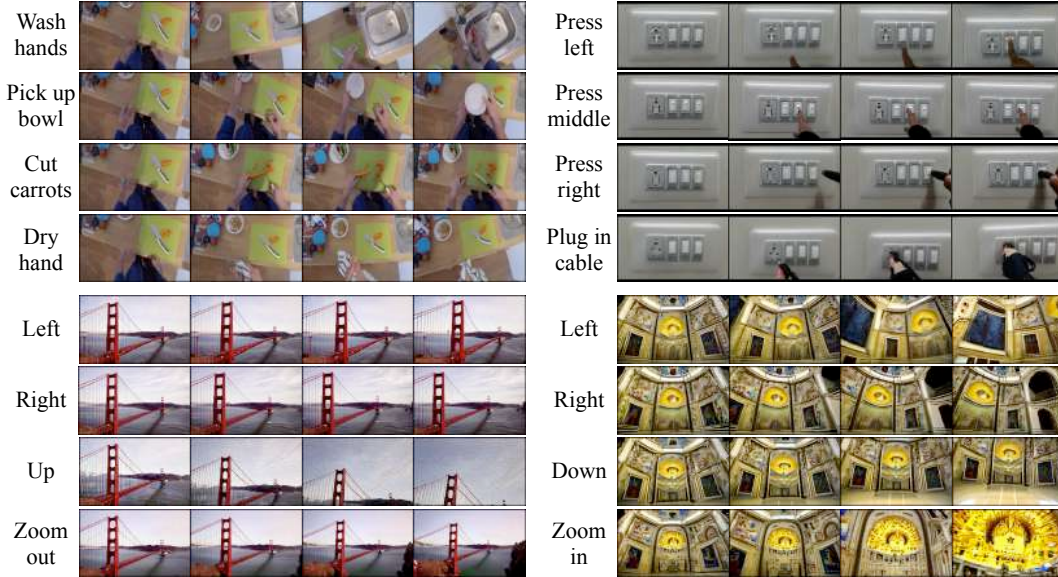 Wash
hands
Pick up
bowl
Cut
carrots
Dry
hand
Press
left
Press
middle
Press
right
Plug in
cable
Left
Right
Up
Zoom
out
Left
Right
Down
Zoom
in